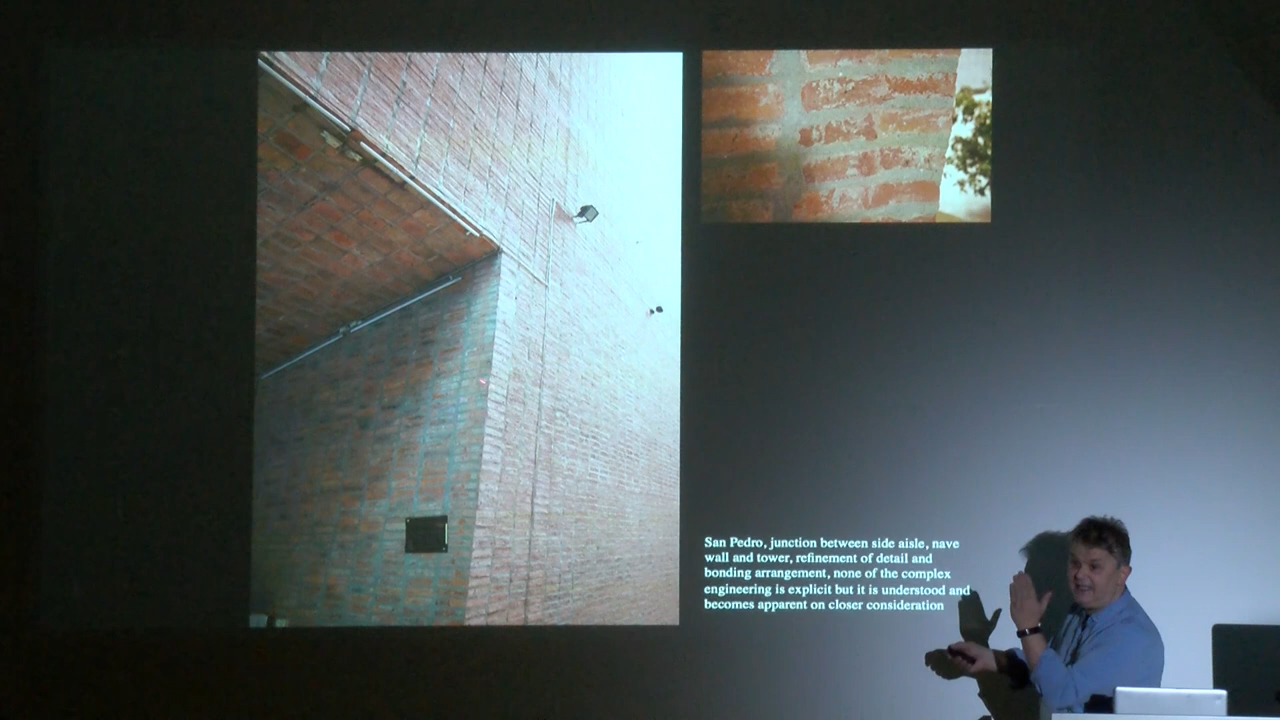 San Pedro, junction between side aisle, nave
wall and tower, refinement of detail and
bonding arrangement, none of the complex
engineering is explicit but it is understood and
becomes apparent on closer consideration